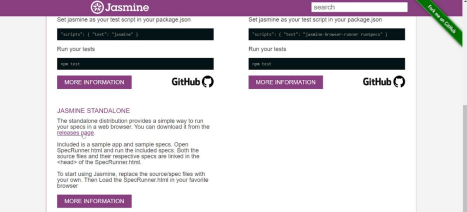 Jasmine
search
Fork me on GitHub
Set jasmine as your test script in your package.json
"scripts": { "test": "jasmine" }
Run your tests
npm test
MORE INFORMATION
GitHub
Set jasmine as your test script in your package.json
"scripts": { "test": "jasmine-browser-runner runSpecs" }
Run your tests
npm test
MORE INFORMATION
GitHub
JASMINE STANDALONE
The standalone distribution provides a simple way to run
your specs in a web browser. You can download it from the
releases page.
Included is a sample app and sample specs. Open
SpecRunner.html and run the included specs. Both the
source files and their respective specs are linked in the
<head> of the SpecRunner.html.
To start using Jasmine, replace the source/spec files with
your own. Then Load the SpecRunner.html in your favorite
browser
MORE INFORMATION